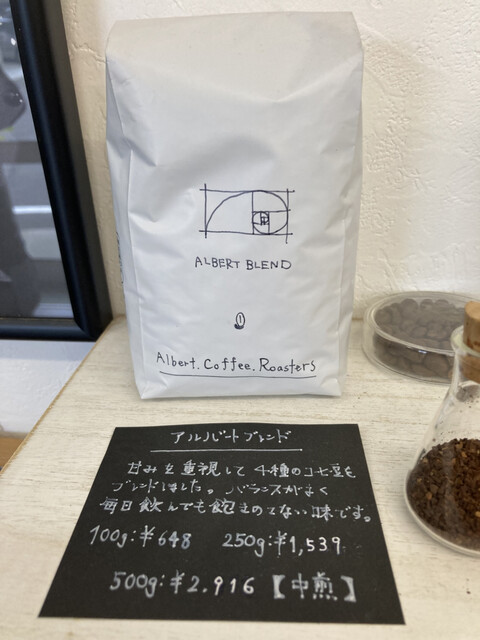 ALBERT BLEND
Albert.Coffee.Roasters
アルバートブレンド
甘みを重視して4種のコヒ豆を
ブレンドしました。バランスがよく
毎日飲んでも飽きのこない味です。
100g:¥648 250g:¥1,539
500g:¥2.916 【中煎】